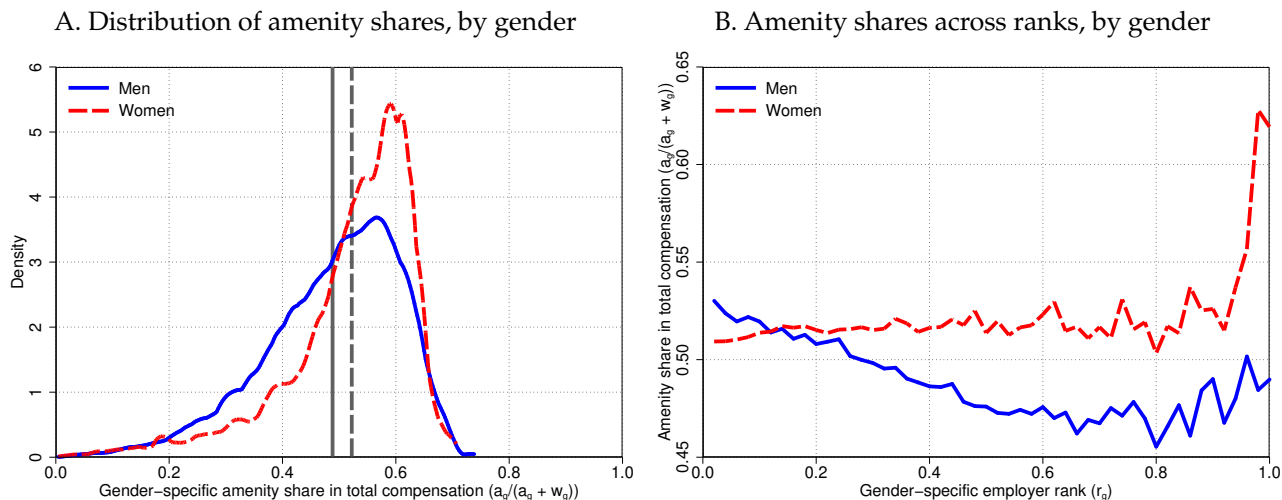 A. Distribution of amenity shares, by gender
6
5
4
3
2
1
0
Density
Men
Women
0.0 0.2 0.4 0.6 0.8 1.0
Gender−specific amenity share in total compensation (a_g/(a_g + w_g))
B. Amenity shares across ranks, by gender
0.65
0.60
0.55
0.50
0.45
Amenity share in total compensation (a_g/(a_g + w_g))
Men
Women
0.0 0.2 0.4 0.6 0.8 1.0
Gender−specific employer rank (r_g)